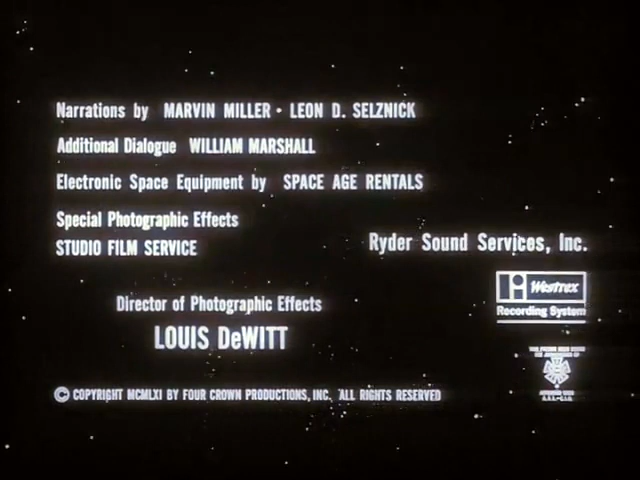 Narrations by MARVIN MILLER • LEON D. SELZNICK
Additional Dialogue WILLIAM MARSHALL
Electronic Space Equipment by SPACE AGE RENTALS
Special Photographic Effects
STUDIO FILM SERVICE
Ryder Sound Services, Inc.
Westrex
Recording System
Director of Photographic Effects
LOUIS DeWITT
© COPYRIGHT MCMLXI BY FOUR CROWN PRODUCTIONS, INC. ALL RIGHTS RESERVED